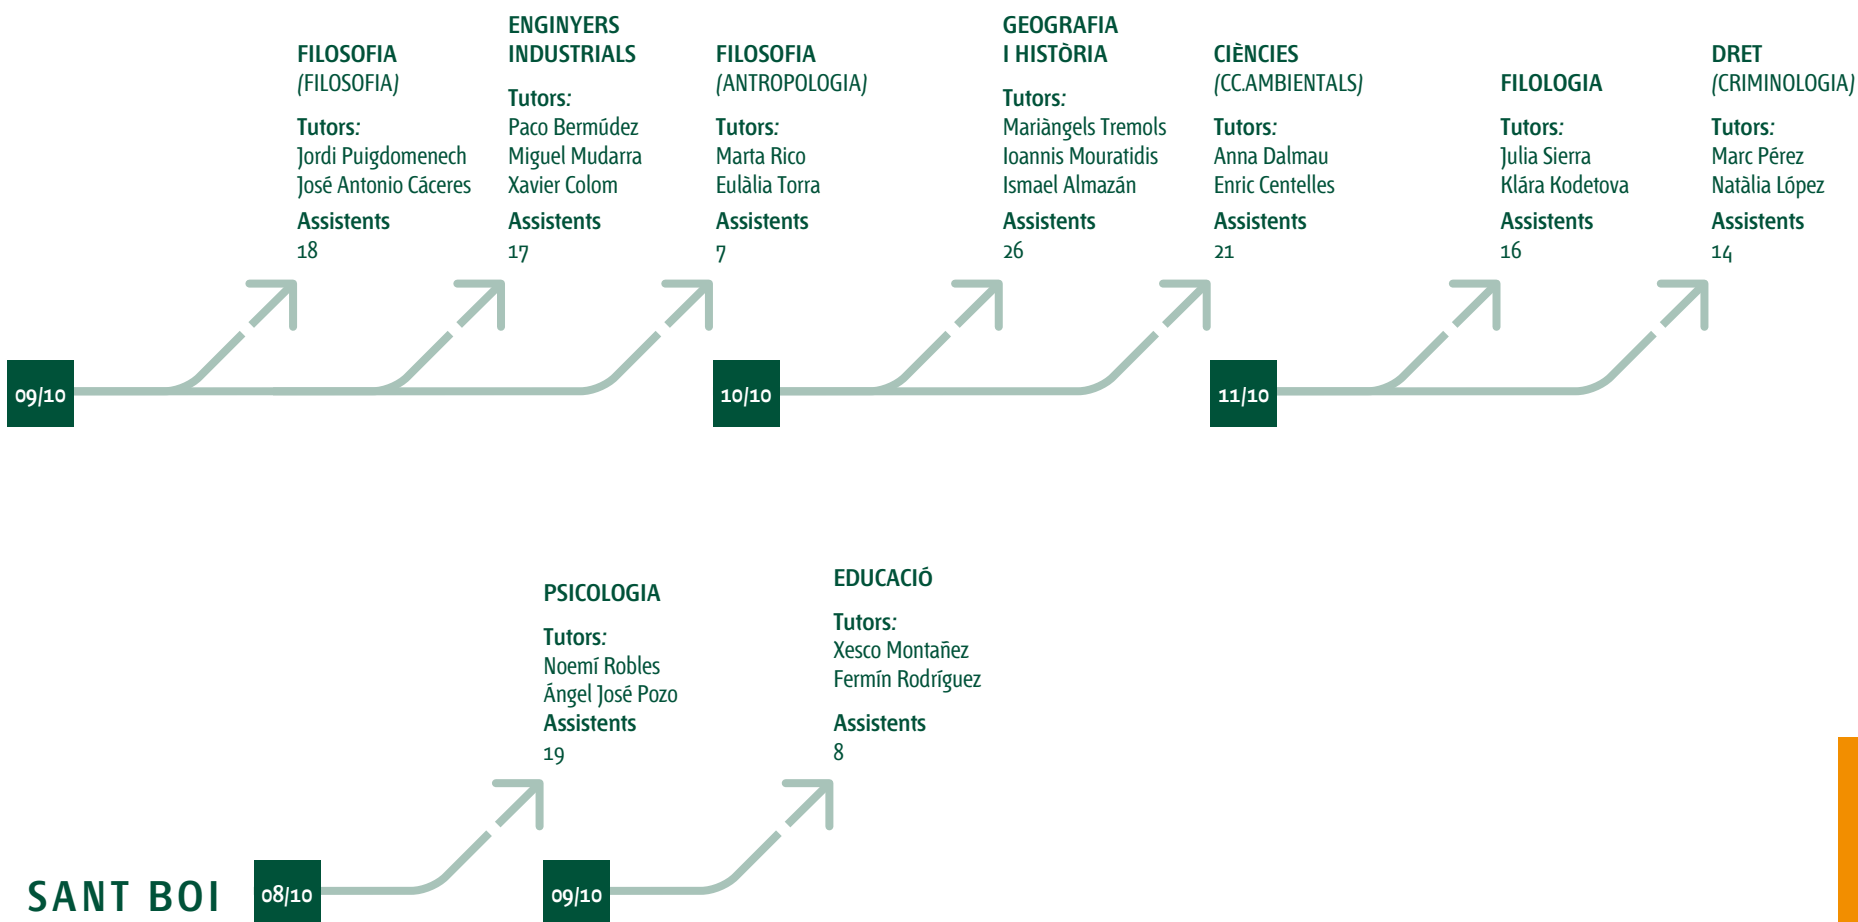 FILOSOFIA
(FILOSOFIA)
Tutors:
Jordi Puigdomenech
José Antonio Cáceres
Assistents
18
ENGINYERS
INDUSTRIALS
Tutors:
Paco Bermúdez
Miguel Mudarra
Xavier Colom
Assistents
17
FILOSOFIA
(ANTROPOLOGIA)
Tutors:
Marta Rico
Eulàlia Torra
Assistents
7
GEOGRAFIA
I HISTÒRIA
Tutors:
Mariàngels Tremols
Ioannis Mouratidis
Ismael Almazán
Assistents
26
CIÈNCIES
(CC.AMBIENTALS)
Tutors:
Anna Dalmau
Enric Centelles
Assistents
21
FILOLOGIA
Tutors:
Julia Sierra
Klára Kodetova
Assistents
16
DRET
(CRIMINOLOGIA)
Tutors:
Marc Pérez
Natàlia López
Assistents
14
09/10
10/10
11/10
PSICOLOGIA
Tutors:
Noemí Robles
Ángel José Pozo
Assistents
19
EDUCACIÓ
Tutors:
Xesco Montañez
Fermín Rodríguez
Assistents
8
SANT BOI
08/10
09/10